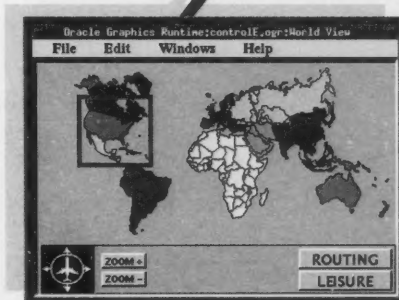 Oracle Graphics Runtime:controlE.ogr:World View
File Edit Windows Help
ZOOM + ROUTING
ZOOM - LEISURE